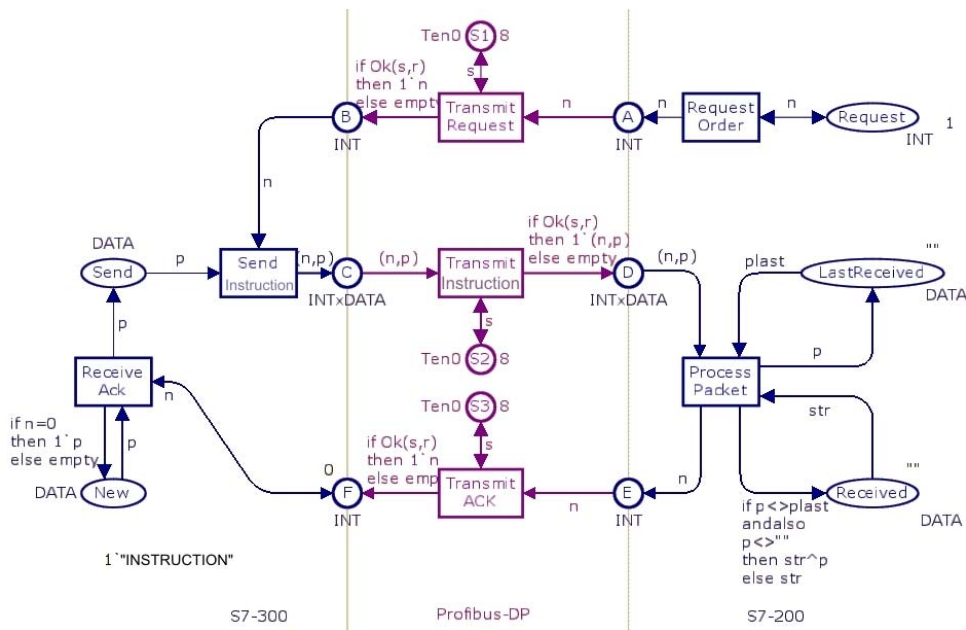 Ten0 S1 8
if Ok(s,r)
then 1`n
else empty
s
B
INT
Transmit
Request
n
A
INT
n
Request
Order
n
Request
INT
1
n
DATA
Send
p
Send
Instruction
(n,p)
C
INTxDATA
(n,p)
Transmit
Instruction
if Ok(s,r)
then 1`(n,p)
else empty
D
INTxDATA
(n,p)
plast
""
LastReceived
DATA
s
Ten0 S2 8
p
Receive
Ack
n
Process
Packet
p
str
if n=0
then 1`p
else empty
p
DATA
New
Ten0 S3 8
if Ok(s,r)
then 1`n
else emp
s
0
F
INT
Transmit
ACK
n
E
INT
n
""
Received
DATA
if p<>plast
andalso
p<>""
then str^p
else str
1`"INSTRUCTION"
S7-300
Profibus-DP
S7-200